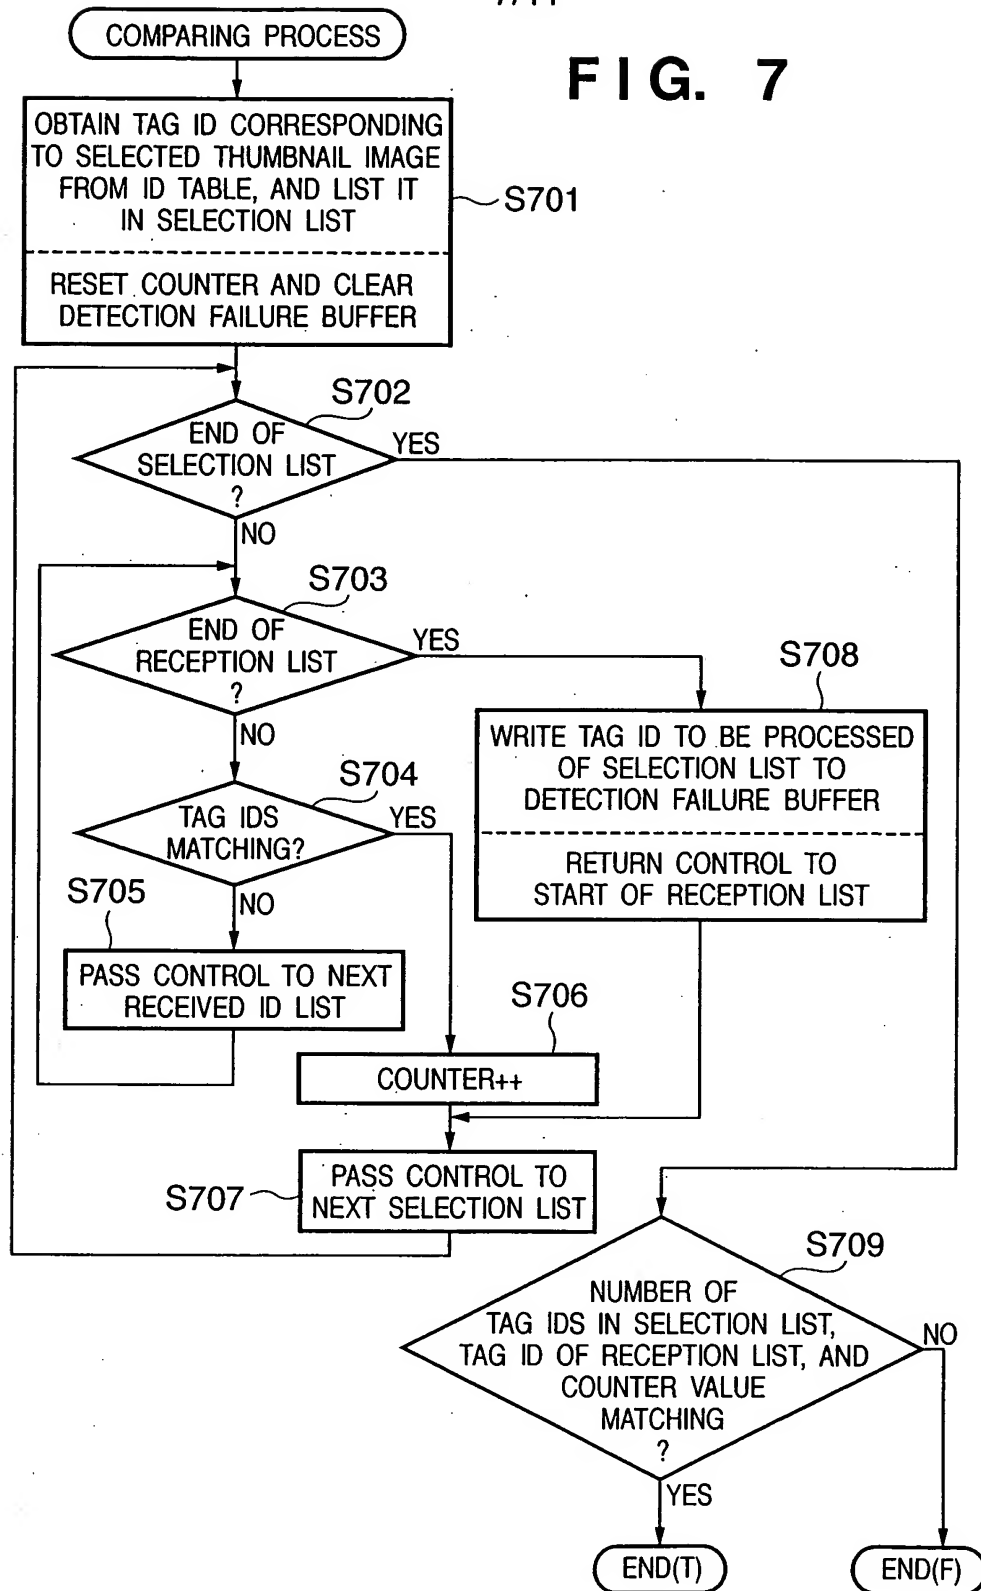 COMPARING PROCESS
FIG. 7
OBTAIN TAG ID CORRESPONDING
TO SELECTED THUMBNAIL IMAGE
FROM ID TABLE, AND LIST IT
IN SELECTION LIST
S701
RESET COUNTER AND CLEAR
DETECTION FAILURE BUFFER
S702
END OF
SELECTION LIST
?
YES
NO
S703
END OF
RECEPTION LIST
?
YES
NO
S708
WRITE TAG ID TO BE PROCESSED
OF SELECTION LIST TO
DETECTION FAILURE BUFFER
RETURN CONTROL TO
START OF RECEPTION LIST
S704
TAG IDS
MATCHING?
YES
NO
S705
PASS CONTROL TO NEXT
RECEIVED ID LIST
S706
COUNTER++
S707
PASS CONTROL TO
NEXT SELECTION LIST
S709
NUMBER OF
TAG IDS IN SELECTION LIST,
TAG ID OF RECEPTION LIST, AND
COUNTER VALUE
MATCHING
?
NO
YES
END(T)
END(F)